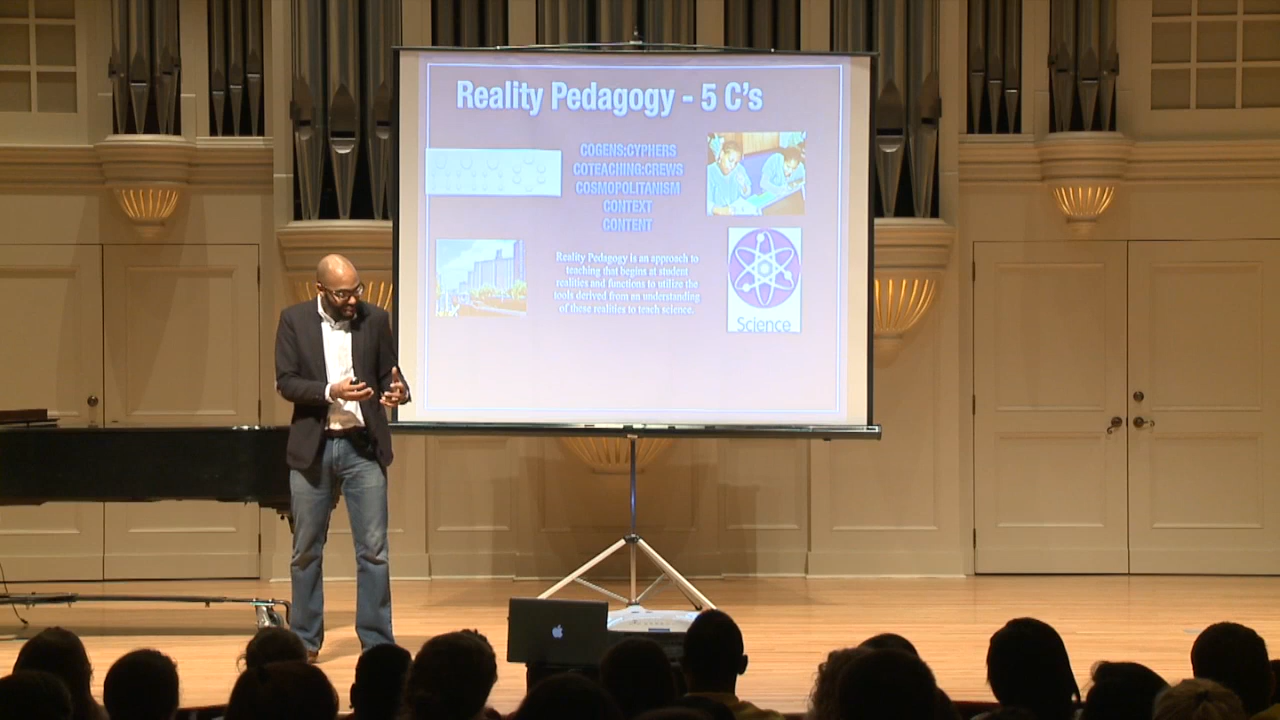 Reality Pedagogy - 5 C's
COGENS:CYPHERS
COTEACHING:CREWS
COSMOPOLITANISM
CONTEXT
CONTENT
Reality Pedagogy is an approach to
teaching that begins at student
realities and functions to utilize the
tools derived from an understanding
of these realities to teach science.
Science